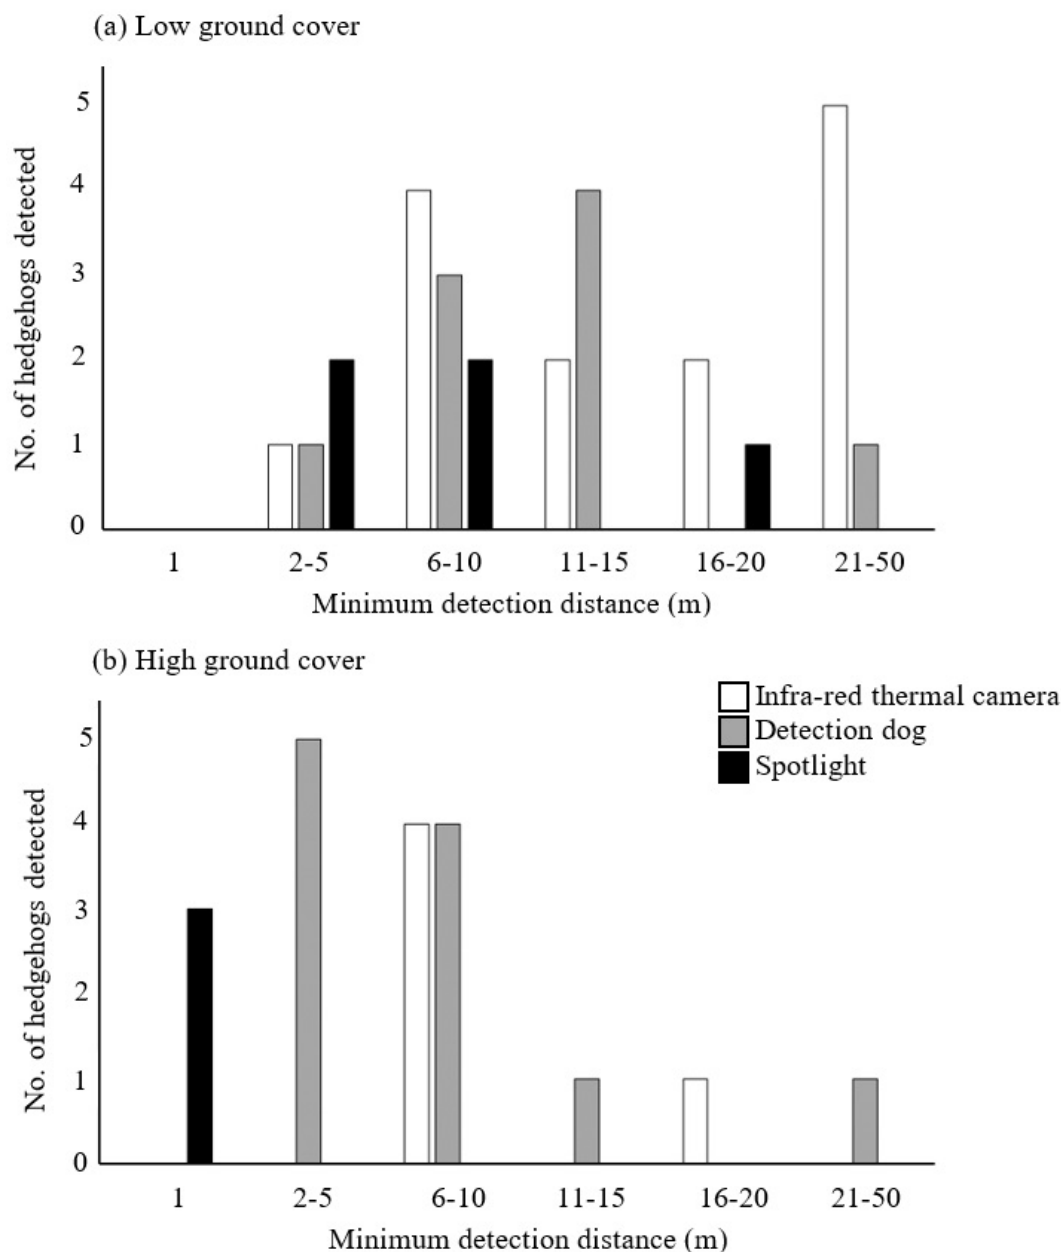 (a) Low ground cover
No. of hedgehogs detected
5
4
3
2
1
0
1 2-5 6-10 11-15 16-20 21-50
Minimum detection distance (m)
(b) High ground cover
Infra-red thermal camera
Detection dog
Spotlight
No. of hedgehogs detected
5
4
3
2
1
0
1 2-5 6-10 11-15 16-20 21-50
Minimum detection distance (m)